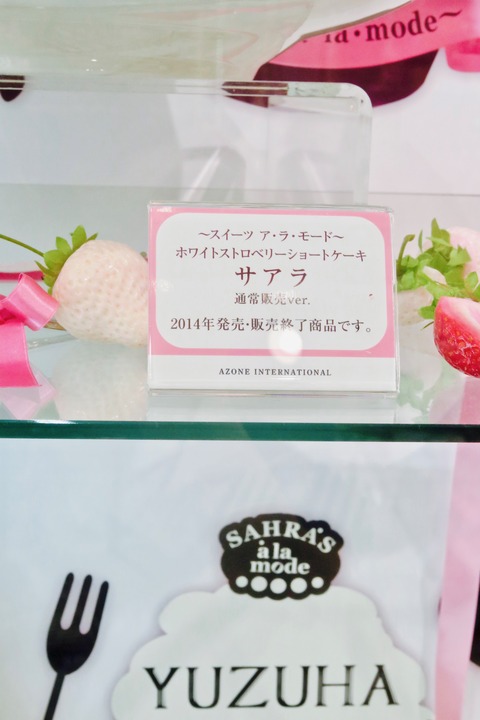 la・mode～
～スイーツ ア・ラ・モード～
ホワイトストロベリーショートケーキ
サアラ
通常販売ver.
2014年発売・販売終了商品です。
AZONE INTERNATIONAL
SAHRA'S
à la
mode
YUZUHA